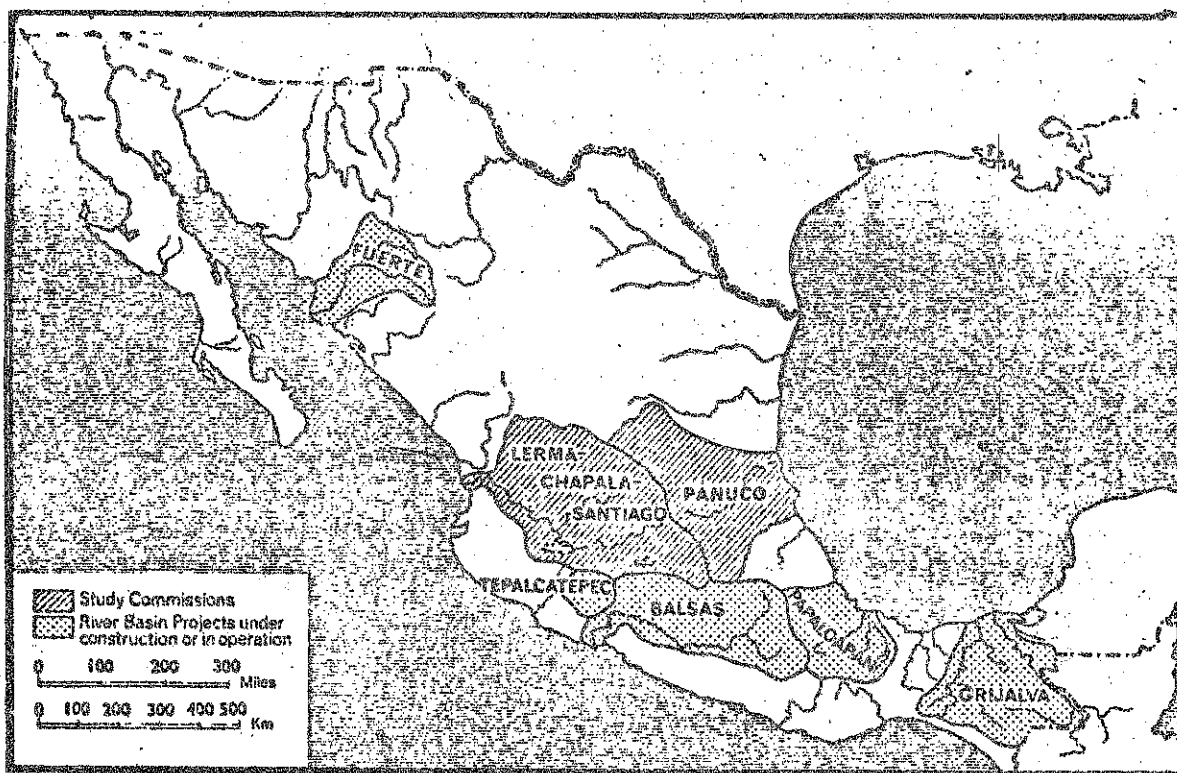 FUERTE
LERMA-
CHAPALA-
SANTIAGO
PANUCO
TEPALCATEPEC
BALSAS
PAPALOAPAN
GRIJALVA
Study Commissions
River Basin Projects under
construction or in operation
0 100 200 300
Miles
0 100 200 300 400 500
Km